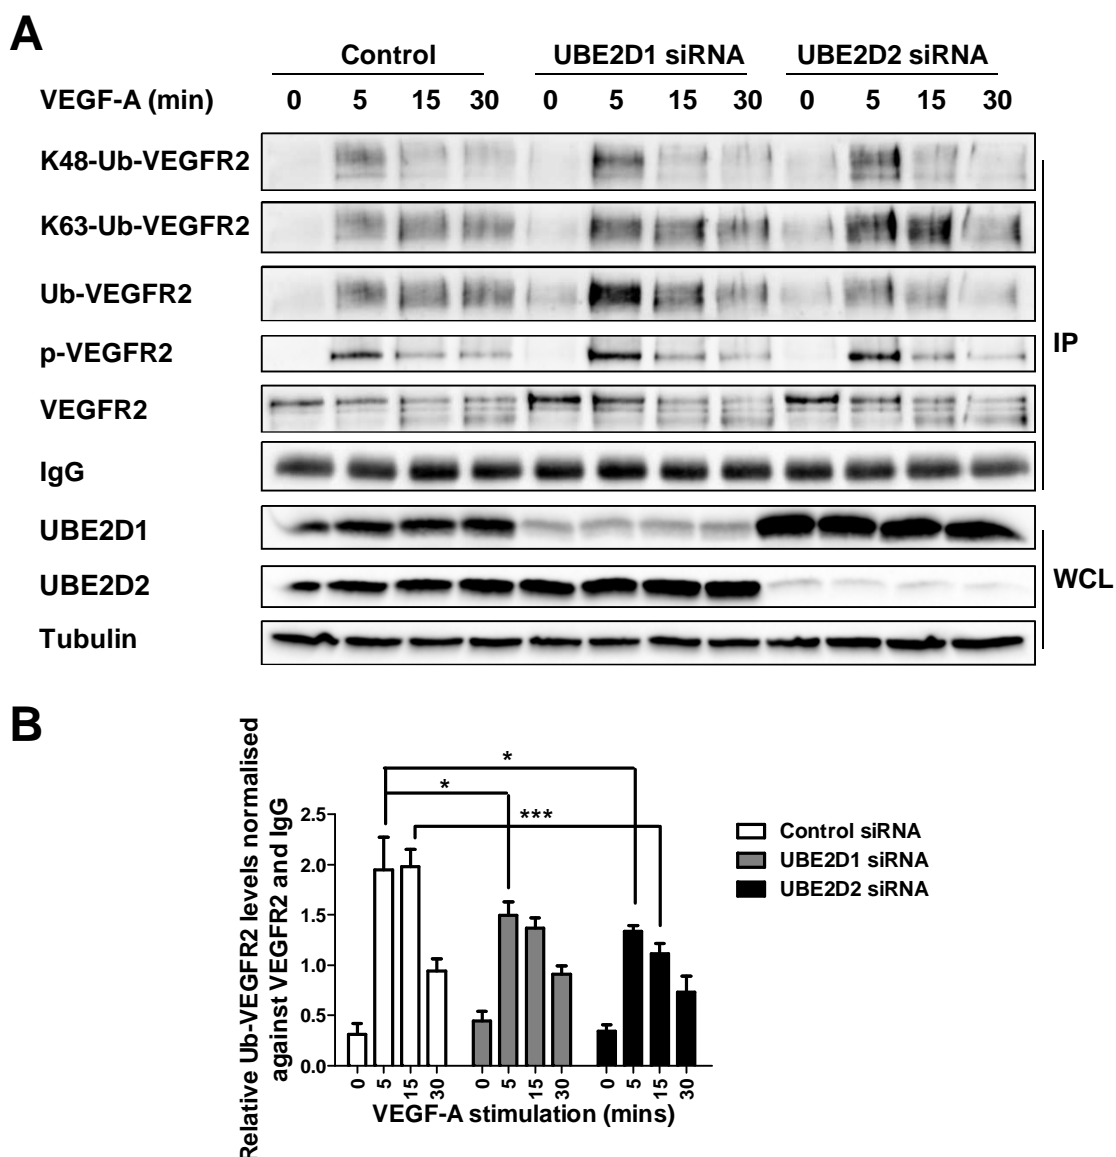 A
Control UBE2D1 siRNA UBE2D2 siRNA
VEGF-A (min) 0 5 15 30 0 5 15 30 0 5 15 30
K48-Ub-VEGFR2
K63-Ub-VEGFR2
Ub-VEGFR2
p-VEGFR2
IP
VEGFR2
IgG
UBE2D1
UBE2D2
WCL
Tubulin
B
Relative Ub-VEGFR2 levels normalised
against VEGFR2 and IgG
*
*
***
2.5
2.0
1.5
1.0
0.5
0.0
Control siRNA
UBE2D1 siRNA
UBE2D2 siRNA
0 5 15 30 0 5 15 30 0 5 15 30
VEGF-A stimulation (mins)